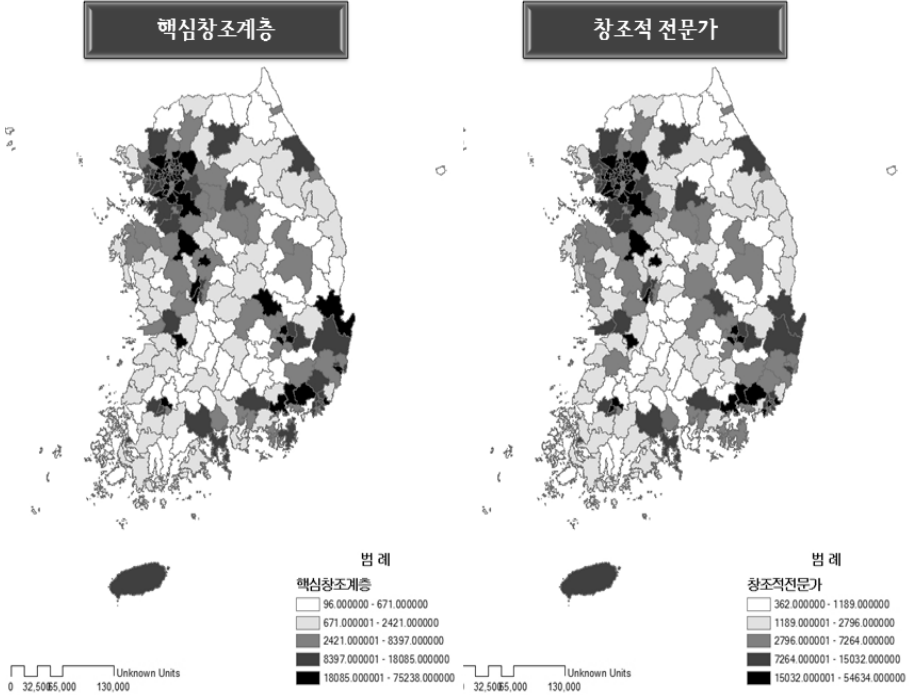 핵심창조계층
창조적 전문가
범 례
핵심창조계층
96.000000 - 671.000000
671.000001 - 2421.000000
2421.000001 - 8397.000000
8397.000001 - 18085.000000
18085.000001 - 75238.000000
Unknown Units
0 32,500 65,000 130,000
범 례
창조적전문가
362.000000 - 1189.000000
1189.000001 - 2796.000000
2796.000001 - 7264.000000
7264.000001 - 15032.000000
15032.000001 - 54634.000000
Unknown Units
32,500 65,000 130,000